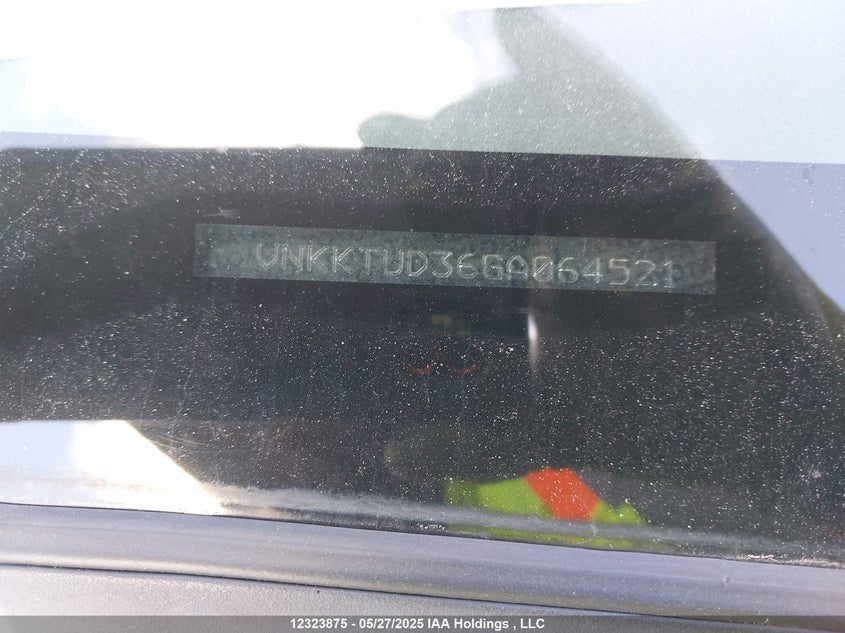 VNKKTUD36GA064521
12323875 - 05/27/2025 IAA Holdings , LLC